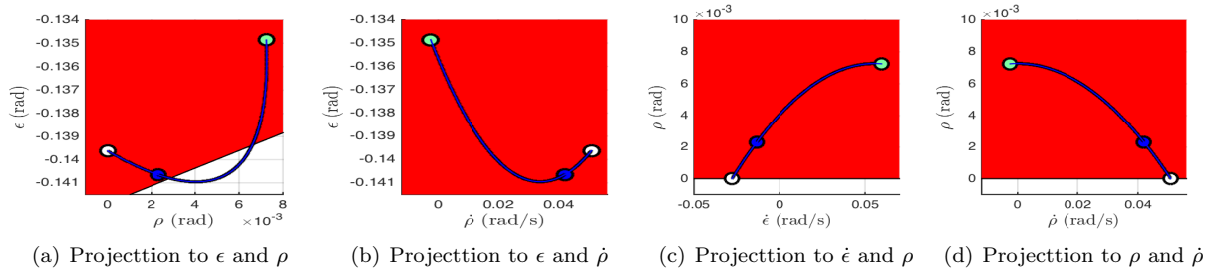 -0.134
-0.135
-0.136
-0.137
-0.138
-0.139
-0.14
-0.141
ϵ (rad)
0 2 4 6 8
ρ (rad) ×10⁻³
(a) Projecttion to ϵ and ρ
-0.134
-0.135
-0.136
-0.137
-0.138
-0.139
-0.14
-0.141
ϵ (rad)
0 0.02 0.04
ρ̇ (rad/s)
(b) Projecttion to ϵ and ρ̇
×10⁻³
10
8
6
4
2
0
ρ (rad)
-0.05 0 0.05
ϵ̇ (rad/s)
(c) Projecttion to ϵ̇ and ρ
×10⁻³
10
8
6
4
2
0
ρ (rad)
0 0.02 0.04
ρ̇ (rad/s)
(d) Projecttion to ρ and ρ̇